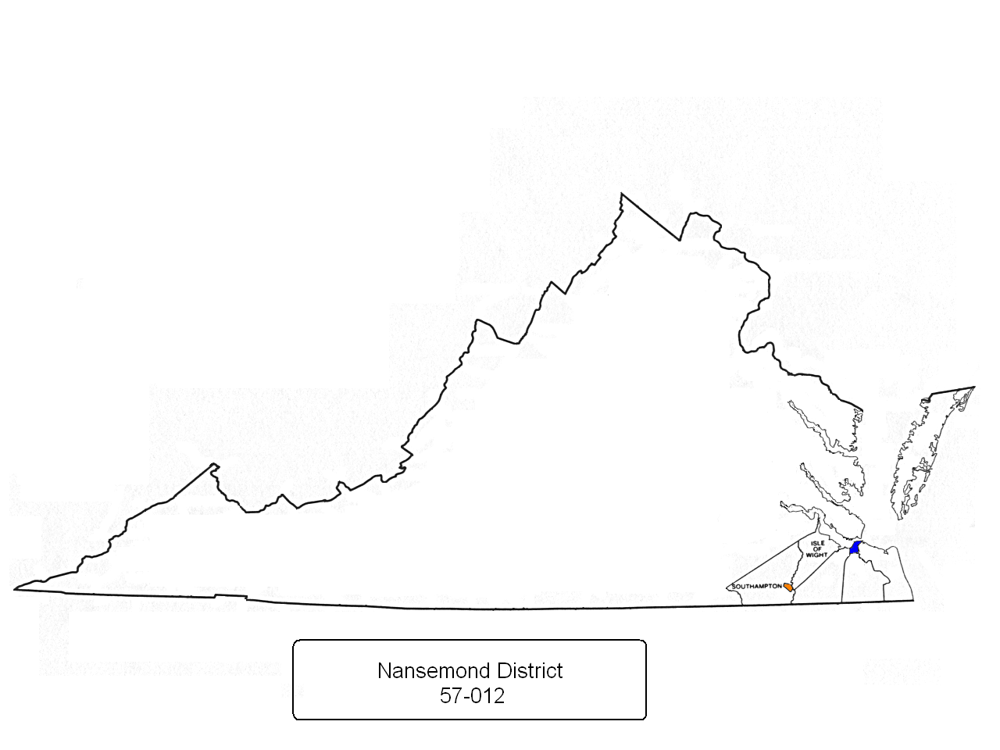 ISLE
OF
WIGHT
SOUTHAMPTON
Nansemond District
57-012